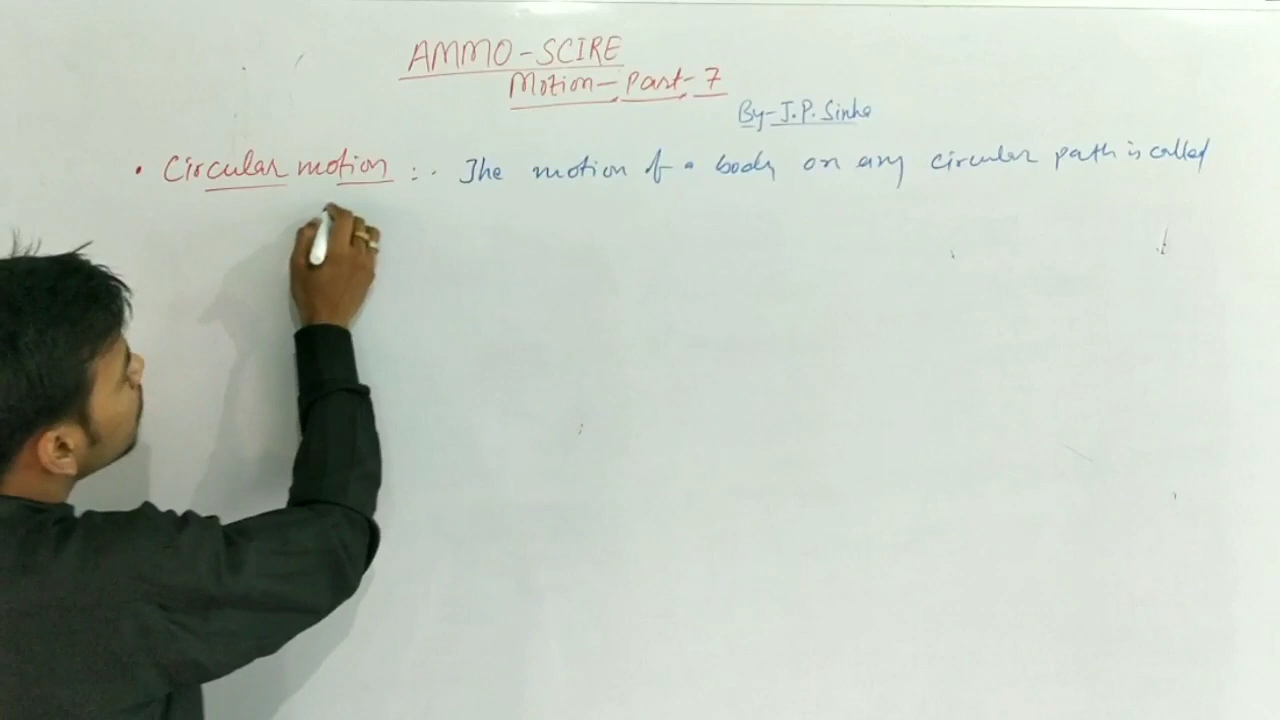 AMMO-SCIRE
Motion-Part-7
By-J.P. Sinha
• Circular motion :- The motion of a body on any circular path is called